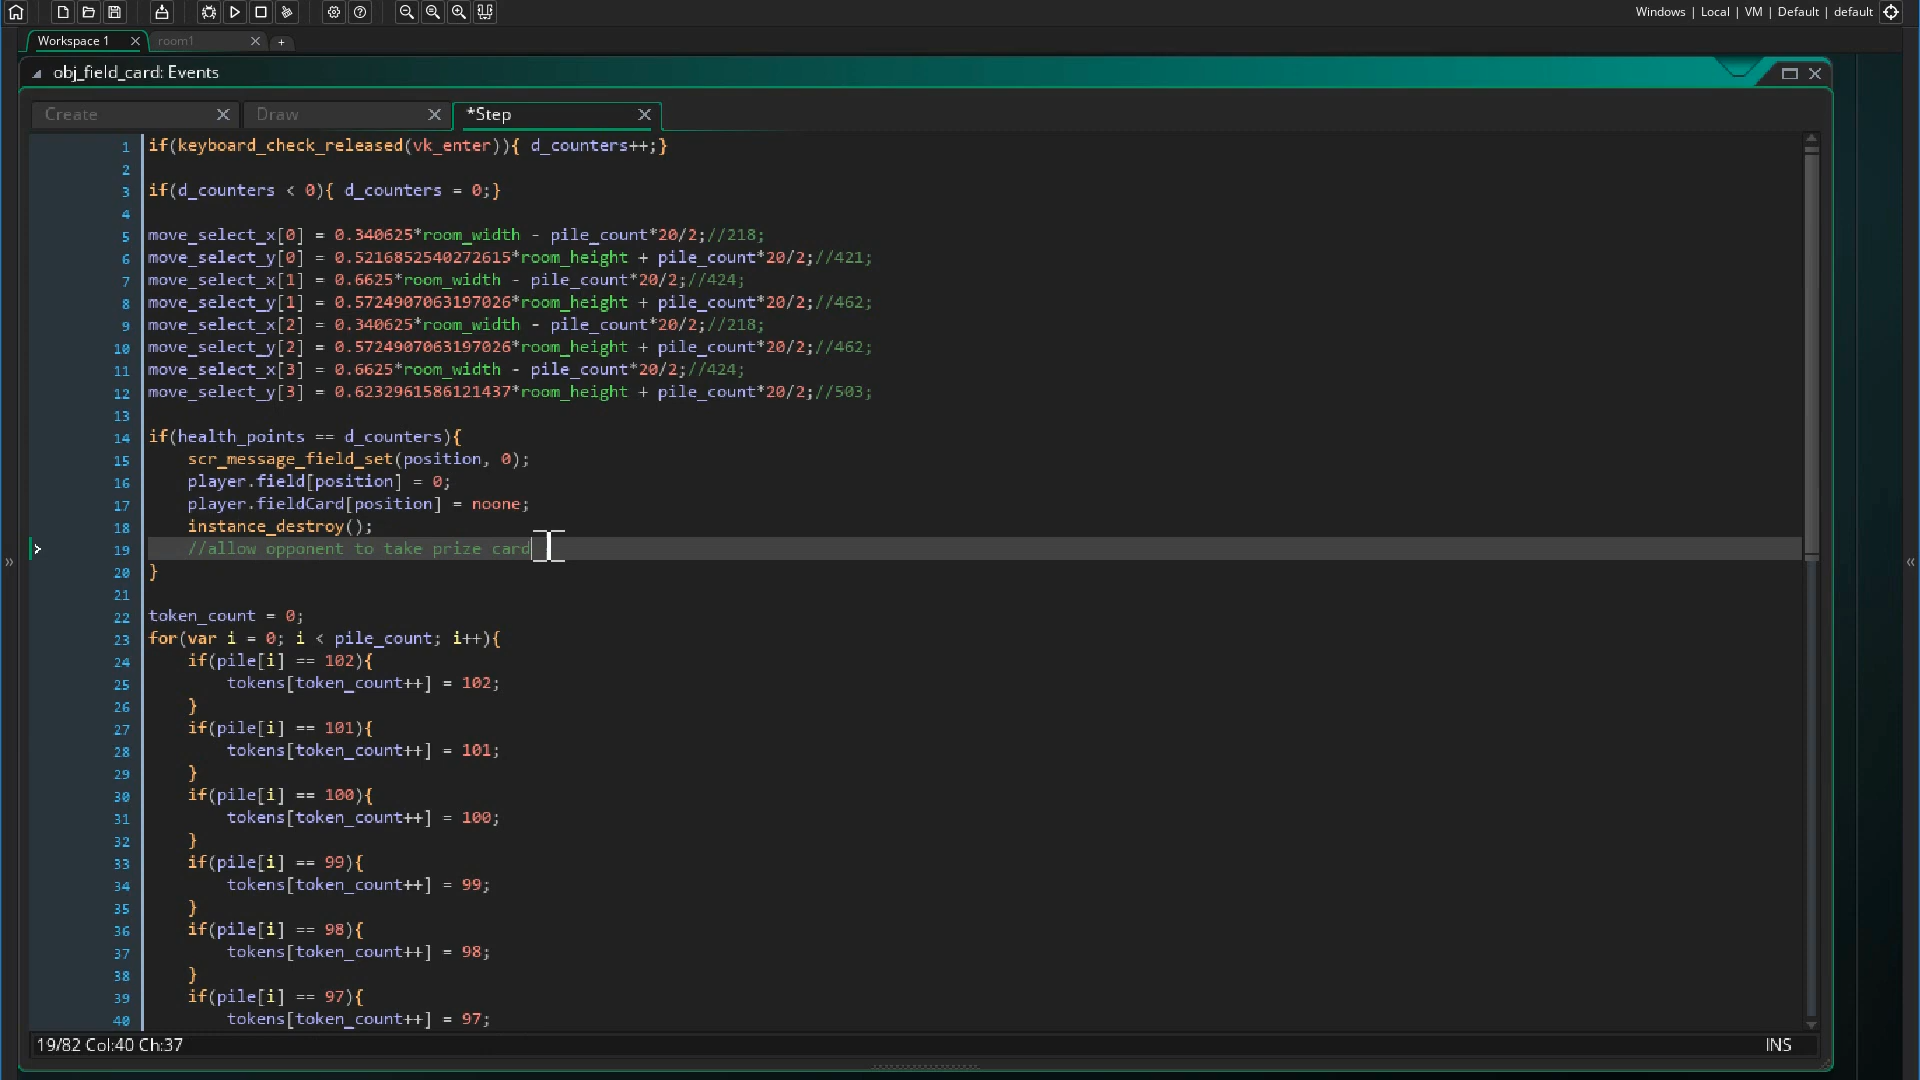 Windows | Local | VM | Default | default
Workspace 1
room1
obj_field_card: Events
Create
Draw
*Step
1 if(keyboard_check_released(vk_enter)){ d_counters++;}
2
3 if(d_counters < 0){ d_counters = 0;}
4
5 move_select_x[0] = 0.340625*room_width - pile_count*20/2;//218;
6 move_select_y[0] = 0.5216852540272615*room_height + pile_count*20/2;//421;
7 move_select_x[1] = 0.6625*room_width - pile_count*20/2;//424;
8 move_select_y[1] = 0.5724907063197026*room_height + pile_count*20/2;//462;
9 move_select_x[2] = 0.340625*room_width - pile_count*20/2;//218;
10 move_select_y[2] = 0.5724907063197026*room_height + pile_count*20/2;//462;
11 move_select_x[3] = 0.6625*room_width - pile_count*20/2;//424;
12 move_select_y[3] = 0.6232961586121437*room_height + pile_count*20/2;//503;
13
14 if(health_points == d_counters){
15 scr_message_field_set(position, 0);
16 player.field[position] = 0;
17 player.fieldCard[position] = noone;
18 instance_destroy();
19 //allow opponent to take prize card
20 }
21
22 token_count = 0;
23 for(var i = 0; i < pile_count; i++){
24 if(pile[i] == 102){
25 tokens[token_count++] = 102;
26 }
27 if(pile[i] == 101){
28 tokens[token_count++] = 101;
29 }
30 if(pile[i] == 100){
31 tokens[token_count++] = 100;
32 }
33 if(pile[i] == 99){
34 tokens[token_count++] = 99;
35 }
36 if(pile[i] == 98){
37 tokens[token_count++] = 98;
38 }
39 if(pile[i] == 97){
40 tokens[token_count++] = 97;
19/82 Col:40 Ch:37
INS